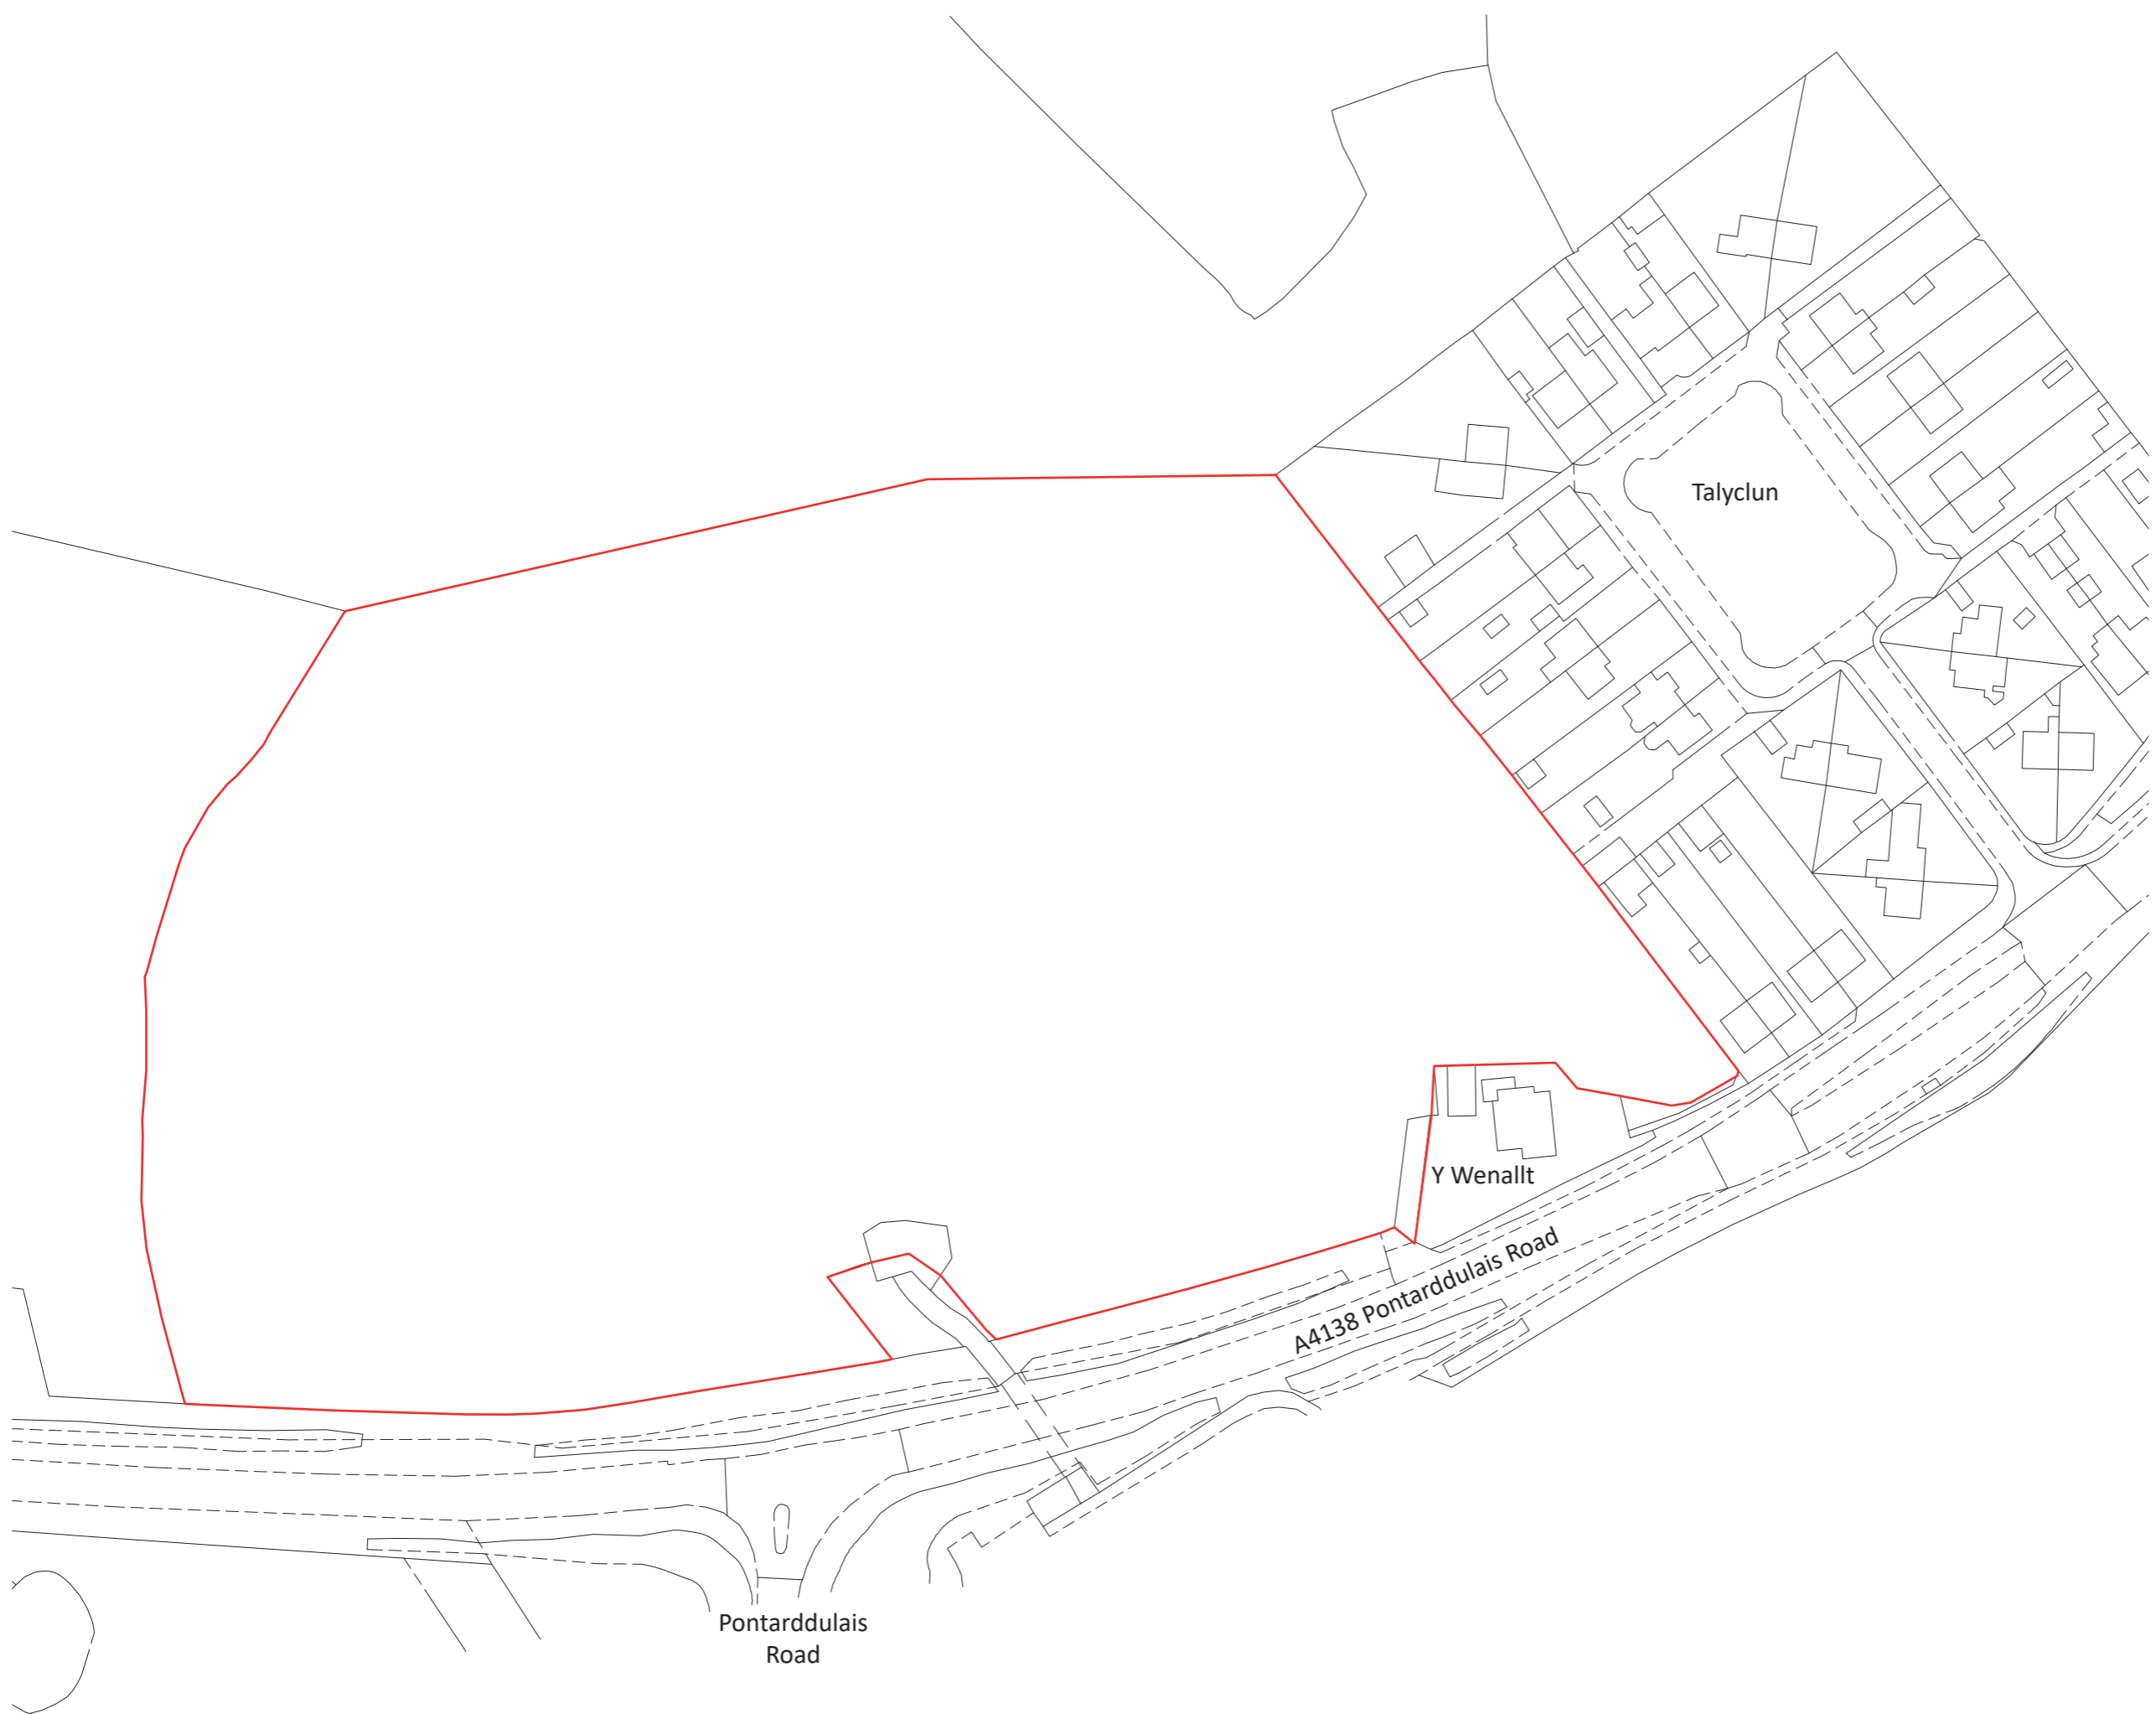 Talyclun
Y Wenallt
A4138 Pontarddulais Road
Pontarddulais
Road